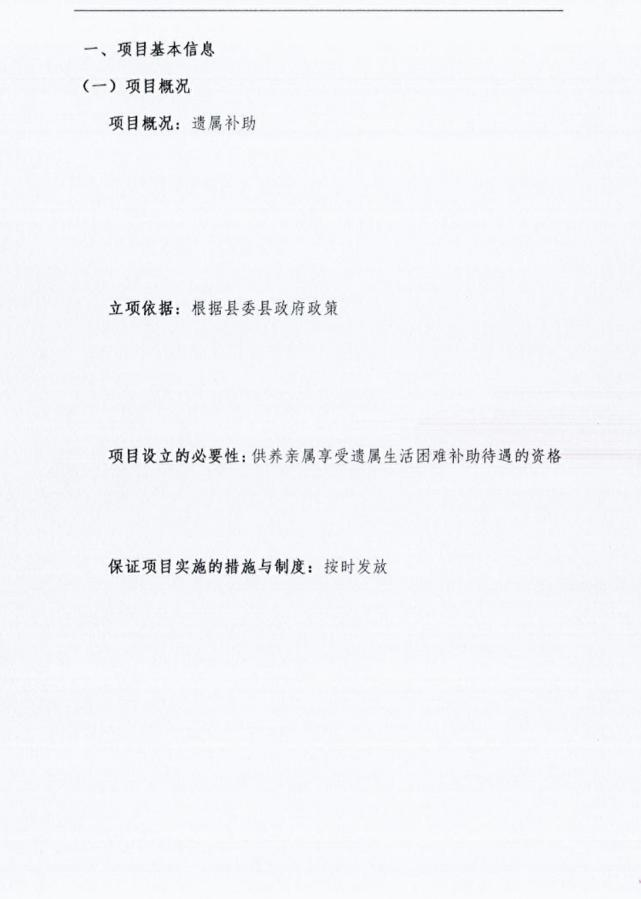 一、项目基本信息
（一）项目概况
项目概况：遗属补助
立项依据：根据县委县政府政策
项目设立的必要性：供养亲属享受遗属生活困难补助待遇的资格
保证项目实施的措施与制度：按时发放